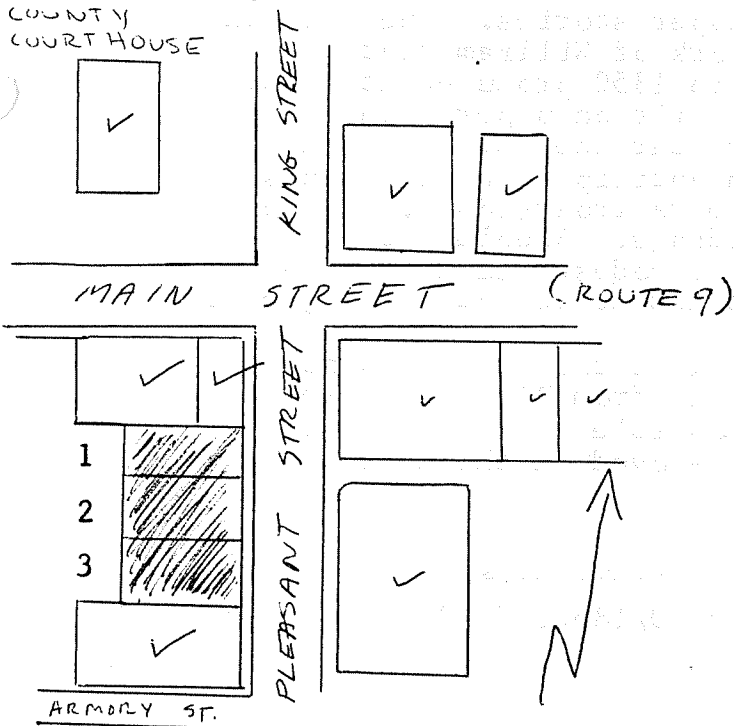 COUNTY
COURTHOUSE
KING STREET
MAIN STREET (ROUTE 9)
1
2
3
PLEASANT STREET
N
ARMORY ST.